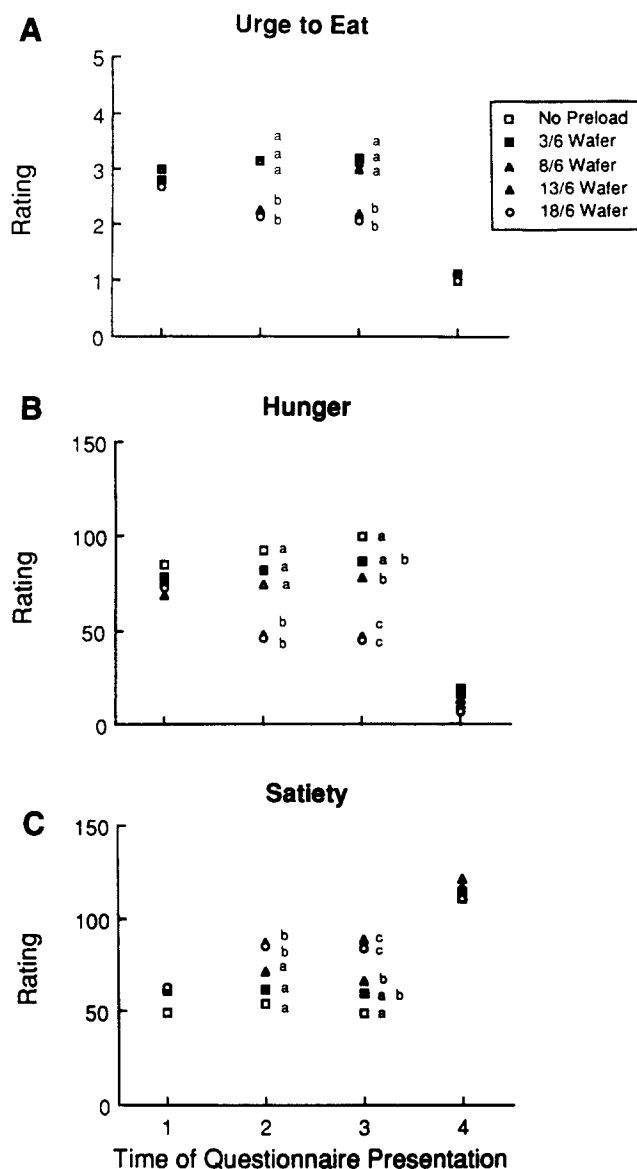 A
Urge to Eat
Rating
5
4
3
2
1
0
a
a
a
b
b
a
a
a
b
b
No Preload
3/6 Wafer
8/6 Wafer
13/6 Wafer
18/6 Wafer
B
Hunger
Rating
150
100
50
0
a
a
a
b
b
a
a b
b
c
c
C
Satiety
Rating
150
100
50
0
b
b
a
a
a
c
c
b
a b
a
1 2 3 4
Time of Questionnaire Presentation